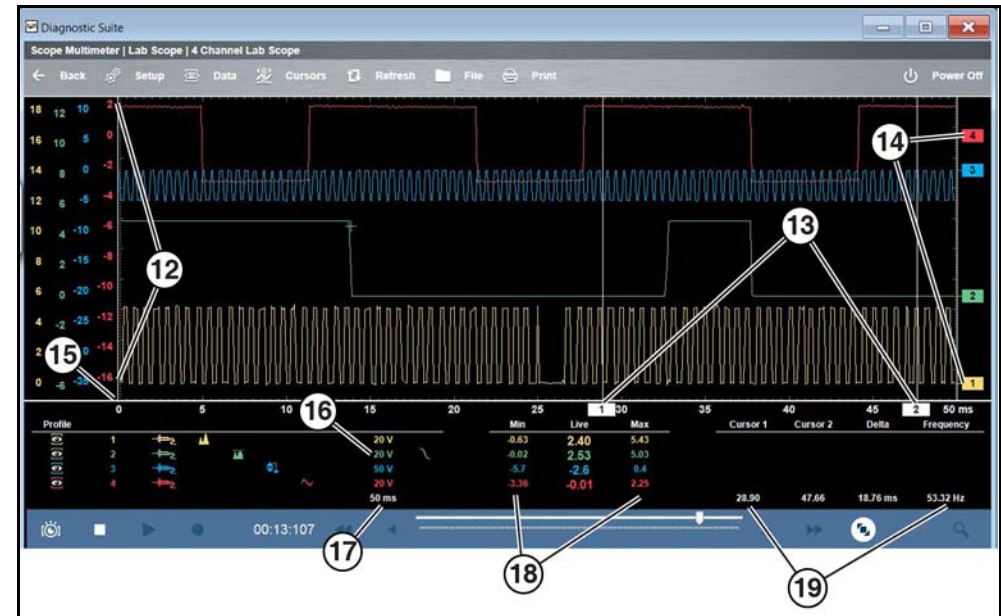 Diagnostic Suite
Scope Multimeter | Lab Scope | 4 Channel Lab Scope
Back Setup Data Cursors Refresh File Print Power Off
18 12 10 2
16 10 5 0 4
14 8 0 -2 3
12 6 -5 -4
10 4 -10 -6
8 2 -15 -8
6 0 -20 -10 2
4 -2 -25 -12
2 0 -14
0 -6 -35 -16 1
14
13
12
15
0 5 10 15 20 25 1 30 35 40 45 2 50 ms
16
Profile Min Live Max Cursor 1 Cursor 2 Delta Frequency
1 20 V -0.63 2.40 5.43
2 20 V -0.02 2.53 5.03
3 50 V -5.7 -2.6 0.4
4 20 V -3.36 -0.01 2.25
50 ms 28.90 47.66 18.76 ms 53.32 Hz
00:13:107
17
18
19